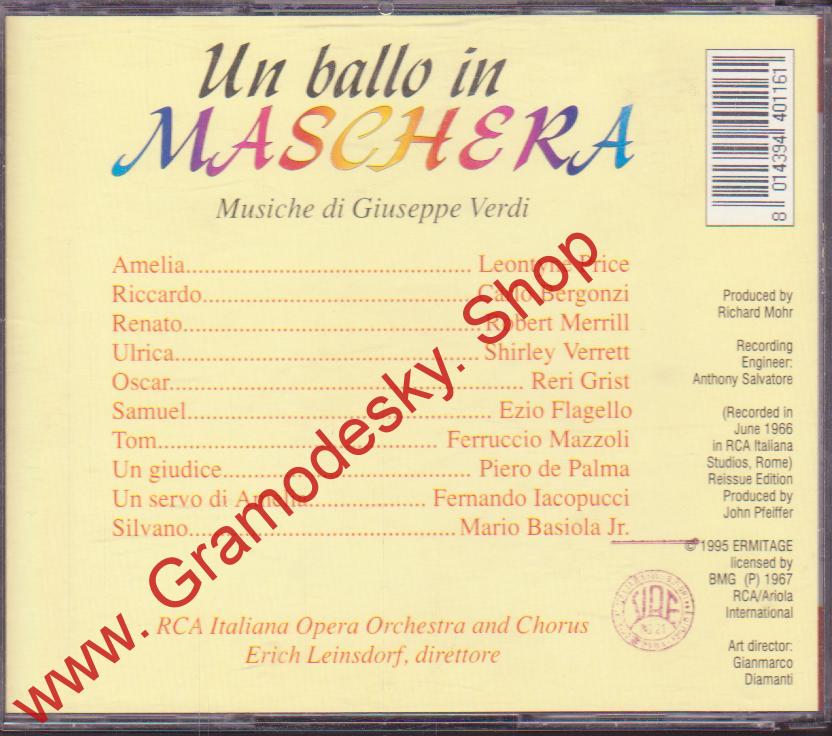 Un ballo in
MASCHERA
Musiche di Giuseppe Verdi
Amelia............................................ Leontyne Price
Riccardo.......................................... Carlo Bergonzi
Renato............................................. Robert Merrill
Ulrica............................................... Shirley Verrett
Oscar...................................................... Reri Grist
Samuel............................................... Ezio Flagello
Tom........................................... Ferruccio Mazzoli
Un giudice....................................... Piero de Palma
Un servo di Amelia.................. Fernando Iacopucci
Silvano......................................... Mario Basiola Jr.
RCA Italiana Opera Orchestra and Chorus
Erich Leinsdorf, direttore
8 014394 401161
Produced by
Richard Mohr
Recording
Engineer:
Anthony Salvatore
(Recorded in
June 1966
in RCA Italiana
Studios, Rome)
Reissue Edition
Produced by
John Pfeiffer
© 1995 ERMITAGE
licensed by
BMG (P) 1967
RCA/Ariola
International
Art director:
Gianmarco
Diamanti
www. Gramodesky. Shop